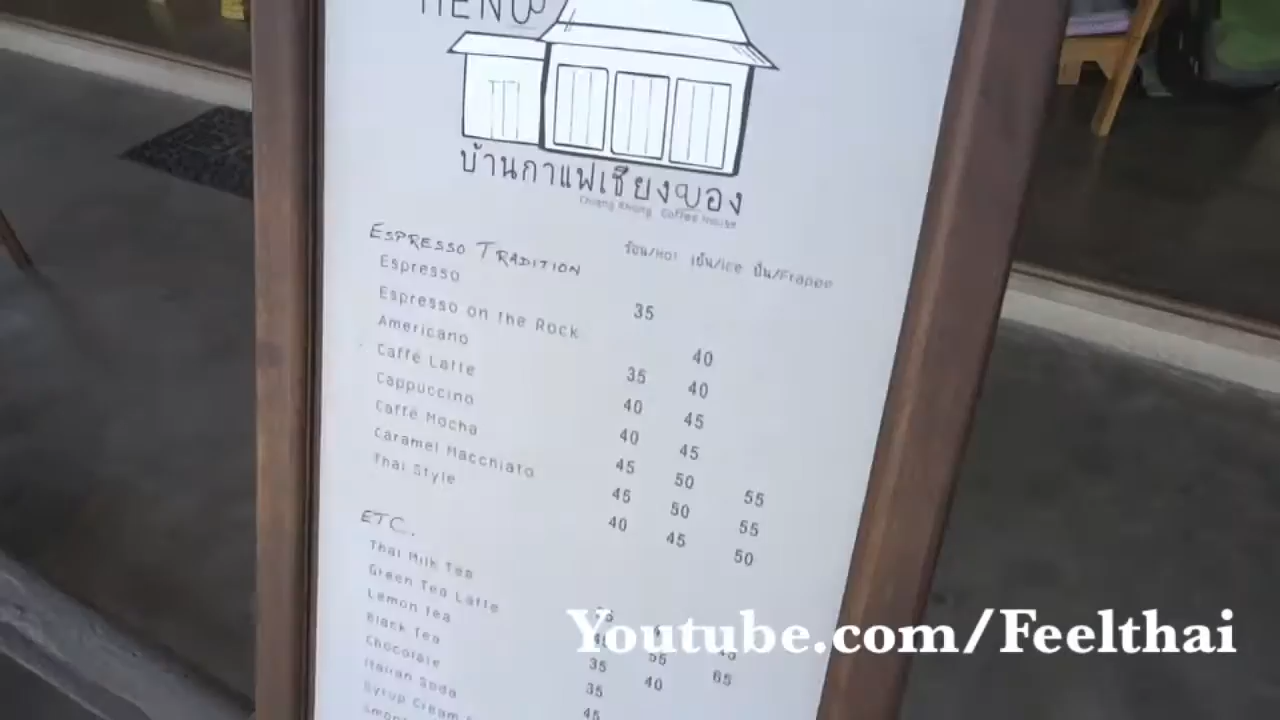 MENU
บ้านกาแฟเชียงของ
Chiang Khong Coffee House
ESPRESSO TRADITION ร้อน/Hot เย็น/Ice ปั่น/Frappe
Espresso 35
Espresso on the Rock 40
Americano 35 40
Caffé Latte 40 45
Cappuccino 40 45
Caffé Mocha 45 50 55
Caramel Macchiato 45 50 55
Thai Style 40 45 50
ETC.
Thai Milk Tea
Green Tea Latte 55 65
Lemon Tea 35 40
Black Tea 35
Chocolate 45
Italian Soda
Syrup Cream
Youtube.com/Feelthai